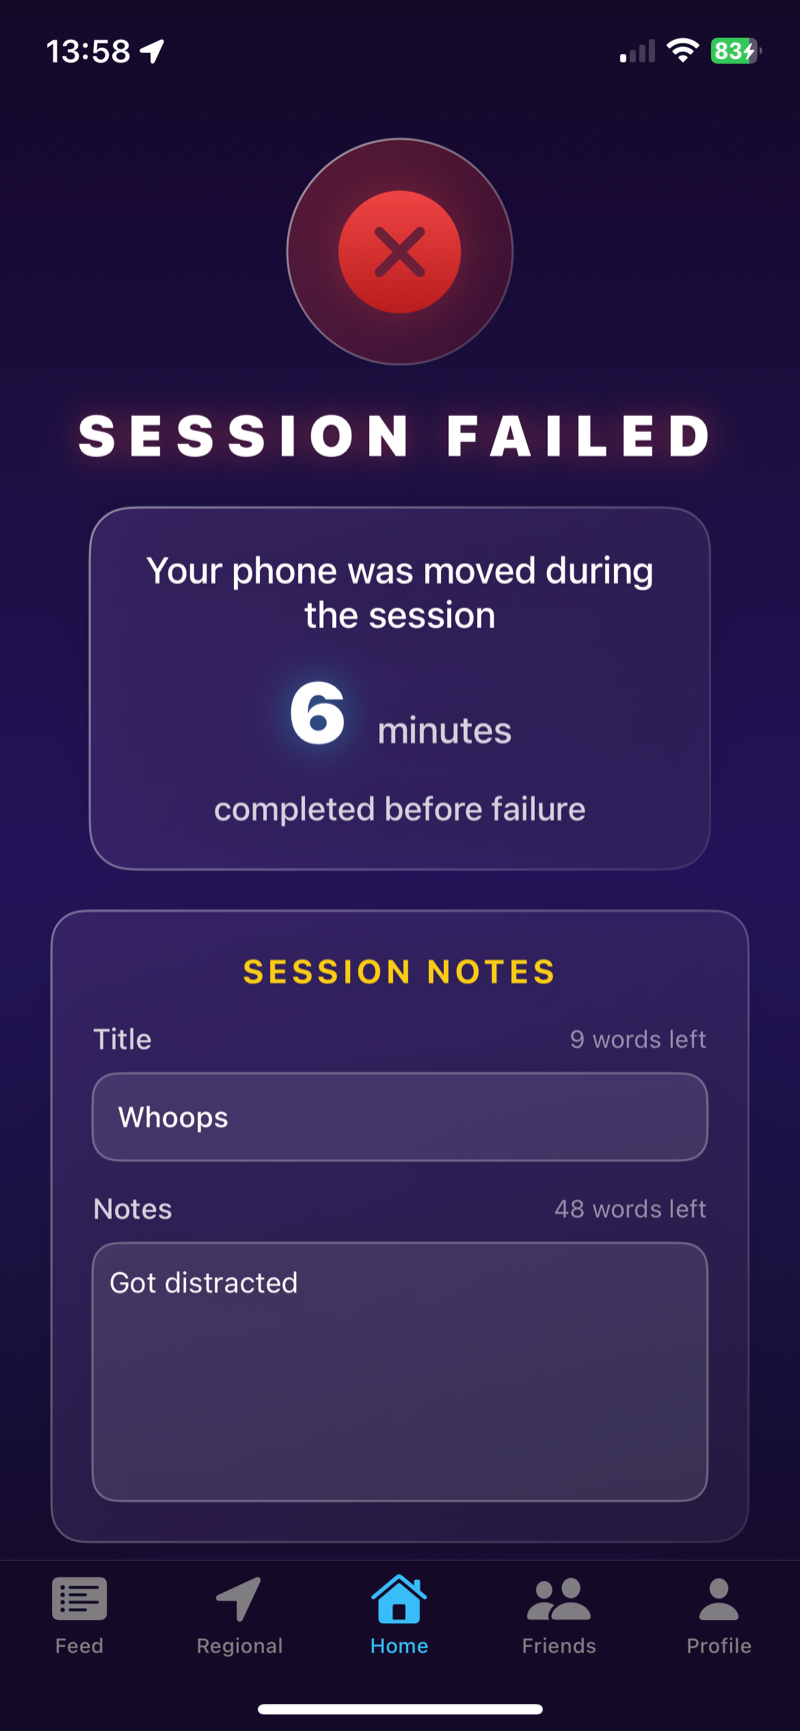 13:58
83
SESSION FAILED
Your phone was moved during
the session
6 minutes
completed before failure
SESSION NOTES
Title 9 words left
Whoops
Notes 48 words left
Got distracted
Feed Regional Home Friends Profile